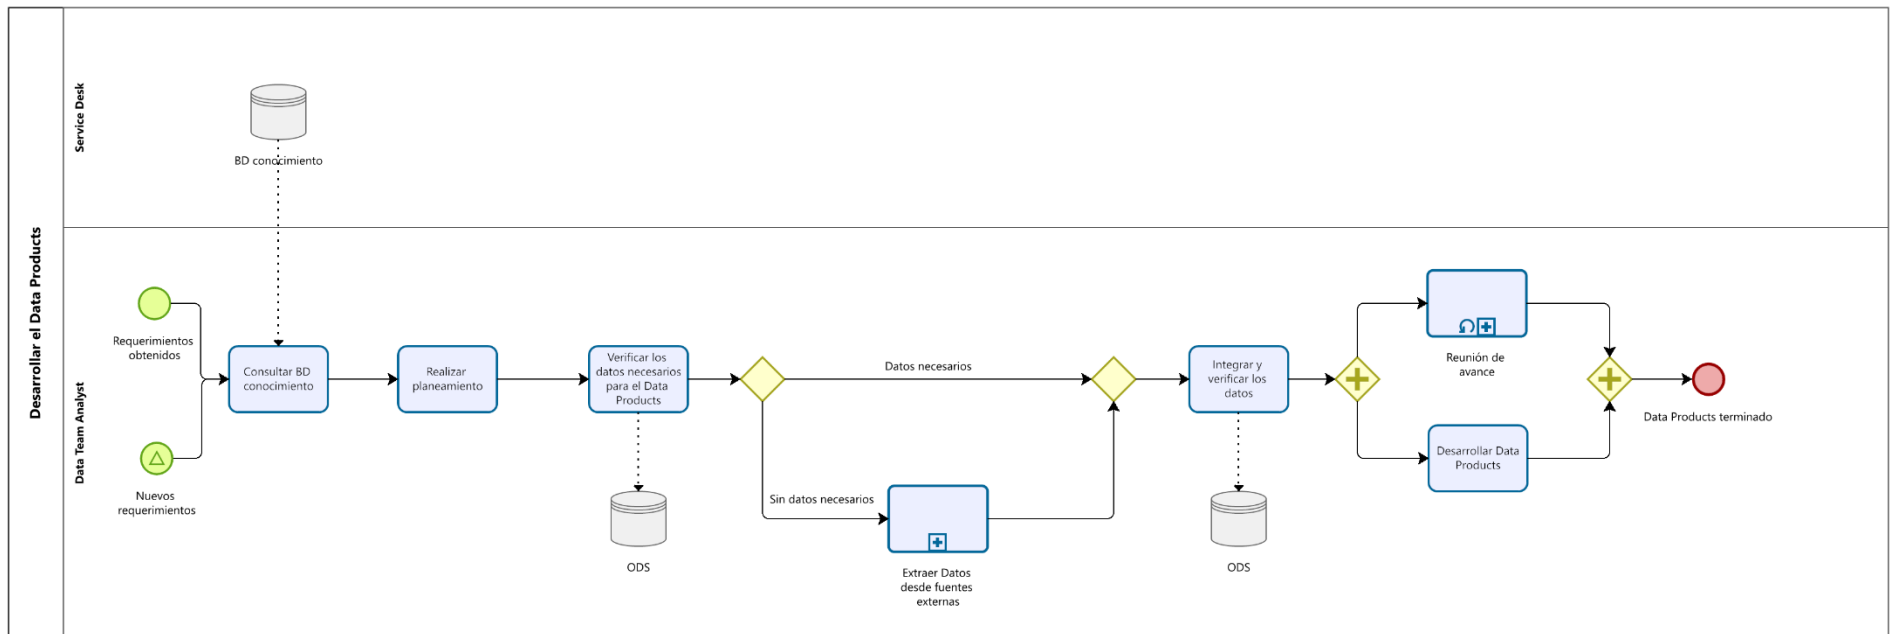 Desarrollar el Data Products
Service Desk
BD conocimiento
Data Team Analyst
Requerimientos
obtenidos
Nuevos
requerimientos
Consultar BD
conocimiento
Realizar
planeamiento
Verificar los
datos necesarios
para el Data
Products
ODS
Datos necesarios
Sin datos necesarios
Extraer Datos
desde fuentes
externas
Integrar y
verificar los
datos
ODS
Reunión de
avance
Desarrollar Data
Products
Data Products terminado